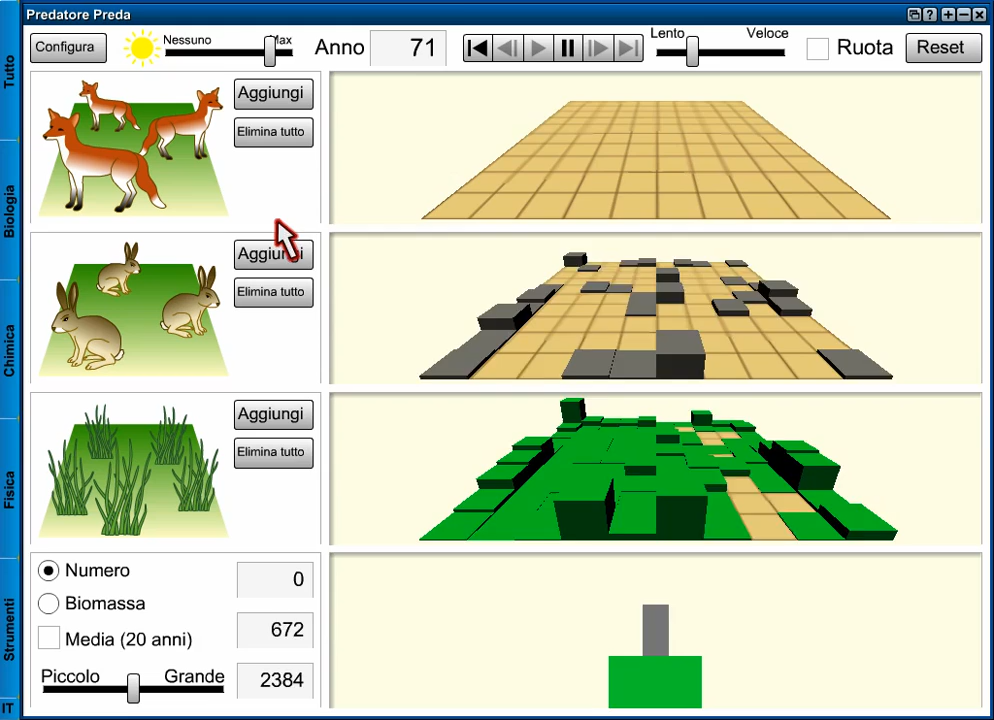 Predatore Preda
Configura
Nessuno
Max
Anno
71
Lento
Veloce
Ruota
Reset
Tutto
Biologia
Chimica
Fisica
Strumenti
IT
Aggiungi
Elimina tutto
Aggiungi
Elimina tutto
Aggiungi
Elimina tutto
Numero
0
Biomassa
Media (20 anni)
672
Piccolo
Grande
2384